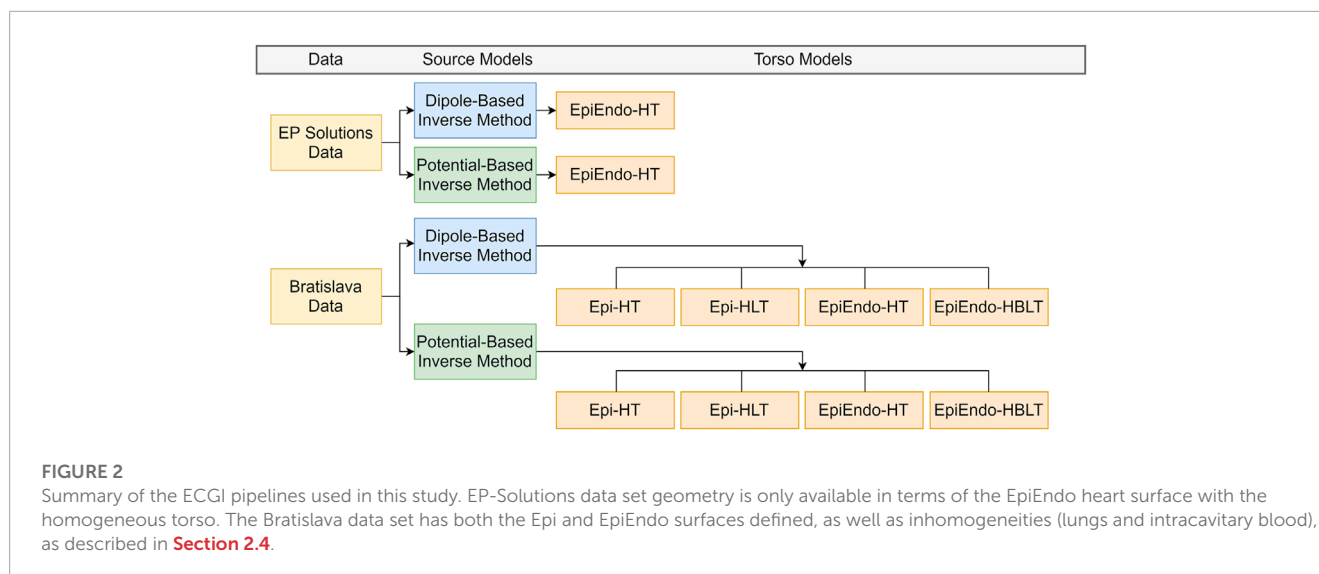 Data Source Models Torso Models
EP Solutions
Data
Dipole-Based
Inverse Method
EpiEndo-HT
Potential-Based
Inverse Method
EpiEndo-HT
Bratislava
Data
Dipole-Based
Inverse Method
Epi-HT Epi-HLT EpiEndo-HT EpiEndo-HBLT
Potential-Based
Inverse Method
Epi-HT Epi-HLT EpiEndo-HT EpiEndo-HBLT
FIGURE 2
Summary of the ECGI pipelines used in this study. EP-Solutions data set geometry is only available in terms of the EpiEndo heart surface with the
homogeneous torso. The Bratislava data set has both the Epi and EpiEndo surfaces defined, as well as inhomogeneities (lungs and intracavitary blood),
as described in Section 2.4.